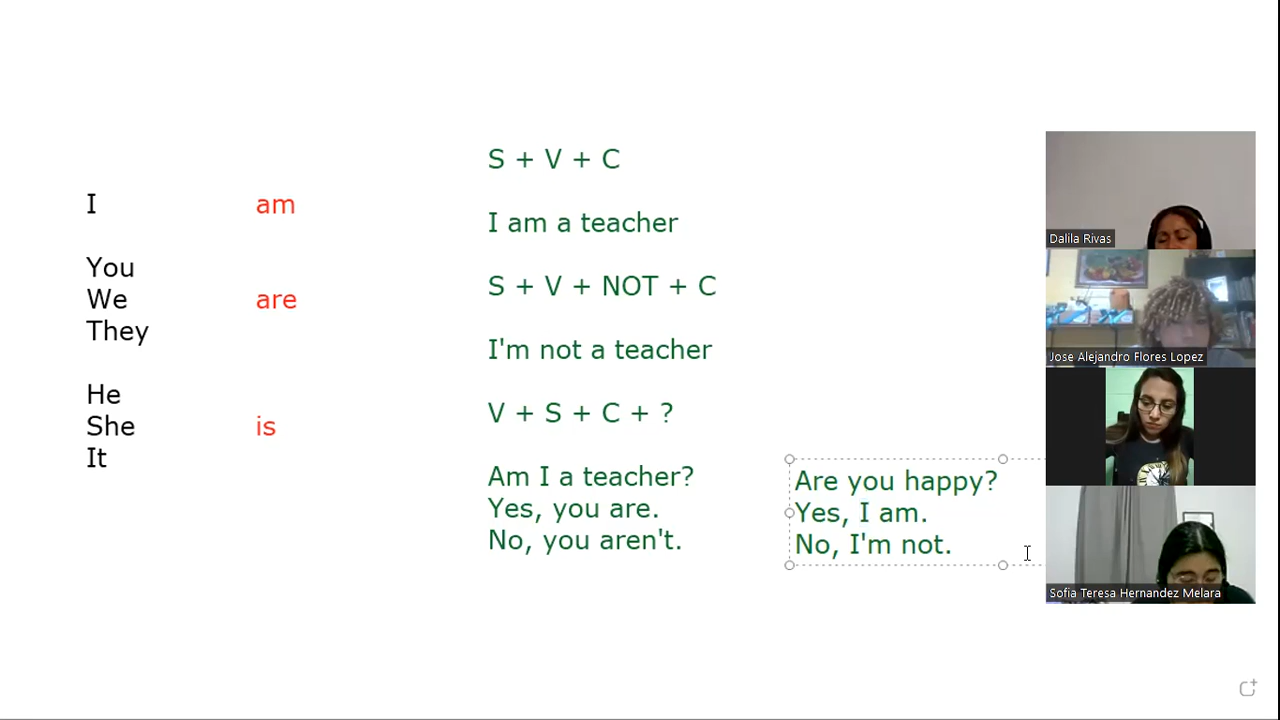 I am
You
We are
They
He
She is
It
S + V + C
I am a teacher
S + V + NOT + C
I'm not a teacher
V + S + C + ?
Am I a teacher?
Yes, you are.
No, you aren't.
Are you happy?
Yes, I am.
No, I'm not.
Dalila Rivas
Jose Alejandro Flores Lopez
Sofia Teresa Hernandez Melara